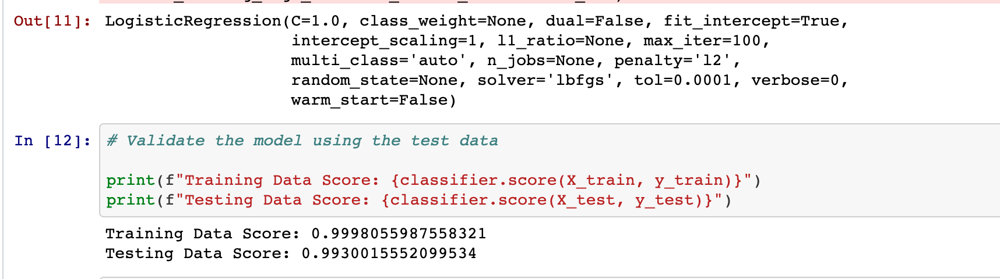 Out[11]: LogisticRegression(C=1.0, class_weight=None, dual=False, fit_intercept=True,
intercept_scaling=1, l1_ratio=None, max_iter=100,
multi_class='auto', n_jobs=None, penalty='l2',
random_state=None, solver='lbfgs', tol=0.0001, verbose=0,
warm_start=False)
In [12]: # Validate the model using the test data
print(f"Training Data Score: {classifier.score(X_train, y_train)}")
print(f"Testing Data Score: {classifier.score(X_test, y_test)}")
Training Data Score: 0.9998055987558321
Testing Data Score: 0.9930015552099534